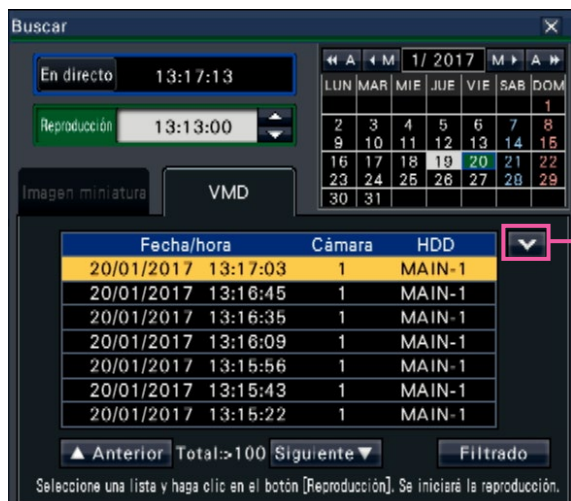 Buscar
En directo 13:17:13
A M 1/ 2017 M A
LUN MAR MIE JUE VIE SAB DOM
1
Reproducción 13:13:00
2 3 4 5 6 7 8
9 10 11 12 13 14 15
16 17 18 19 20 21 22
23 24 25 26 27 28 29
30 31
Imagen miniatura VMD
Fecha/hora Cámara HDD
20/01/2017 13:17:03 1 MAIN-1
20/01/2017 13:16:45 1 MAIN-1
20/01/2017 13:16:35 1 MAIN-1
20/01/2017 13:16:09 1 MAIN-1
20/01/2017 13:15:56 1 MAIN-1
20/01/2017 13:15:43 1 MAIN-1
20/01/2017 13:15:22 1 MAIN-1
▲ Anterior Total:>100 Siguiente▼ Filtrado
Seleccione una lista y haga clic en el botón [Reproducción]. Se iniciará la reproducción.